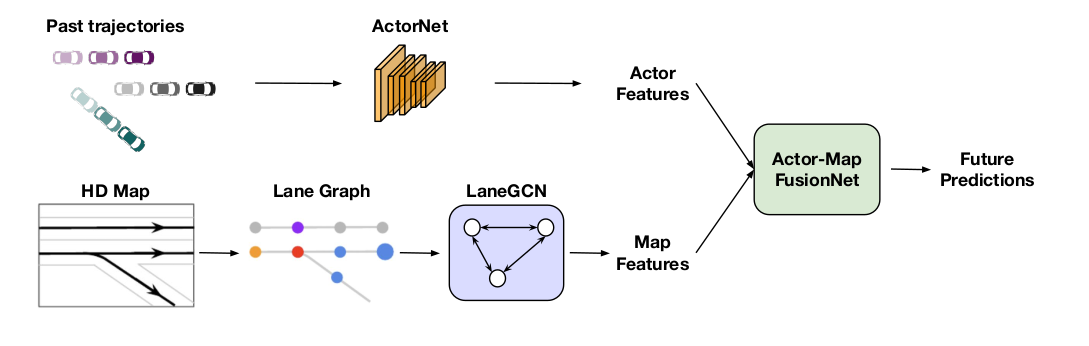 Past trajectories
ActorNet
Actor
Features
HD Map
Lane Graph
LaneGCN
Map
Features
Actor-Map
FusionNet
Future
Predictions